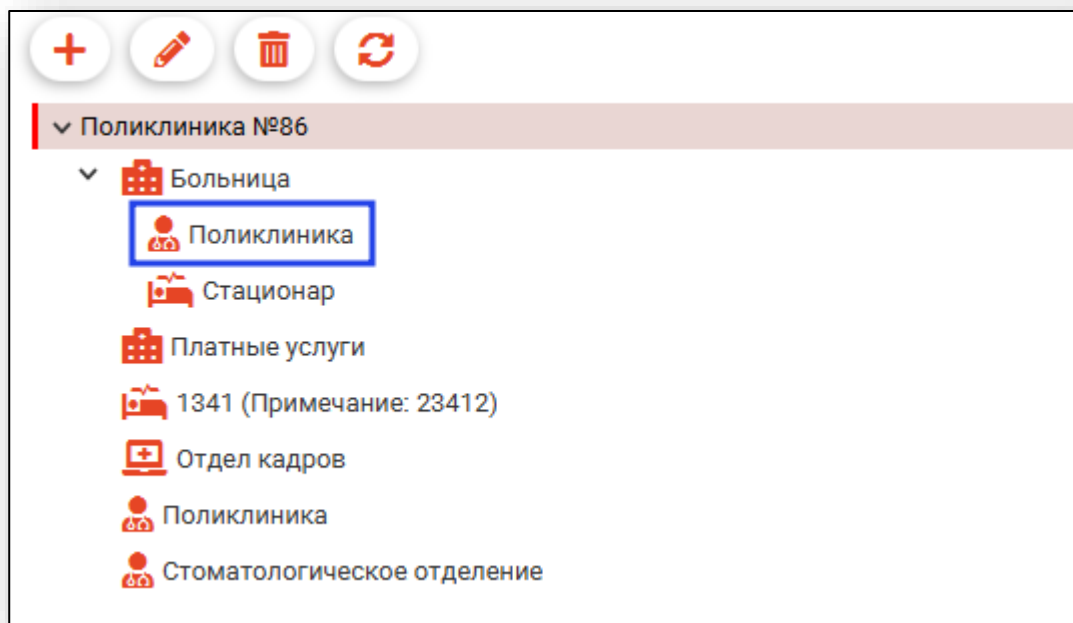 Поликлиника №86
Больница
Поликлиника
Стационар
Платные услуги
1341 (Примечание: 23412)
Отдел кадров
Поликлиника
Стоматологическое отделение